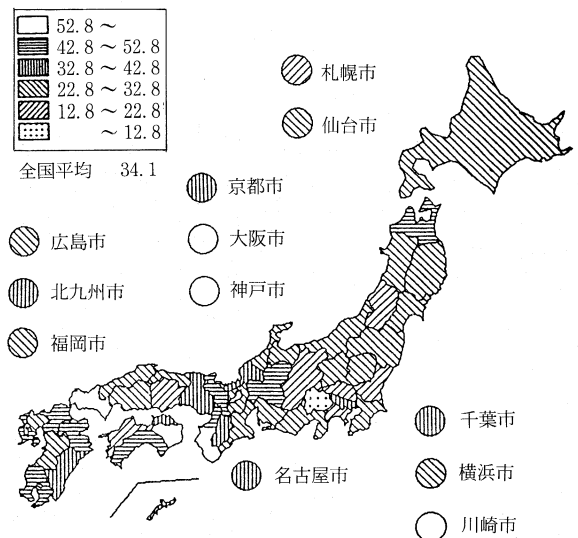 52.8 ～
42.8 ～ 52.8
32.8 ～ 42.8
22.8 ～ 32.8
12.8 ～ 22.8
～ 12.8
全国平均 34.1
札幌市
仙台市
京都市
大阪市
神戸市
広島市
北九州市
福岡市
千葉市
横浜市
川崎市
名古屋市